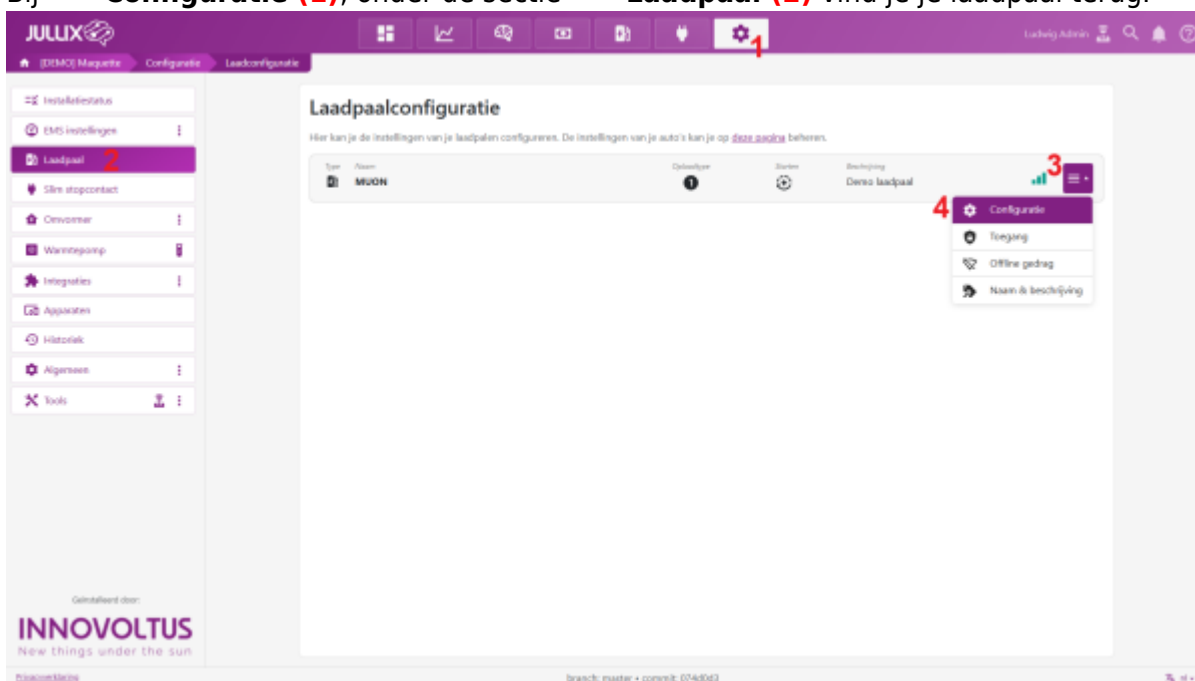 Bij Configuratie (1), onder de sectie Laadpaal (2) vind je je laadpaal terug.
JULLIX
1
Ludwig Admin
[DEMO] Maquette Configuratie Laadconfiguratie
Installatiestatus
EMS instellingen
Laadpaal 2
Slim stopcontact
Omvormer
Warmtepomp
Integraties
Apparaten
Historiek
Algemeen
Tools
Laadpaalconfiguratie
Hier kan je de instellingen van je laadpalen configureren. De instellingen van je auto's kan je op deze pagina beheren.
Type Naam Oplaadtype Starten Beschrijving
MUON 1 Demo laadpaal 3
4 Configuratie
Toegang
Offline gedrag
Naam & beschrijving
Geïnstalleerd door:
INNOVOLTUS
New things under the sun
Privacyverklaring branch: master • commit: 074d0d3 nl